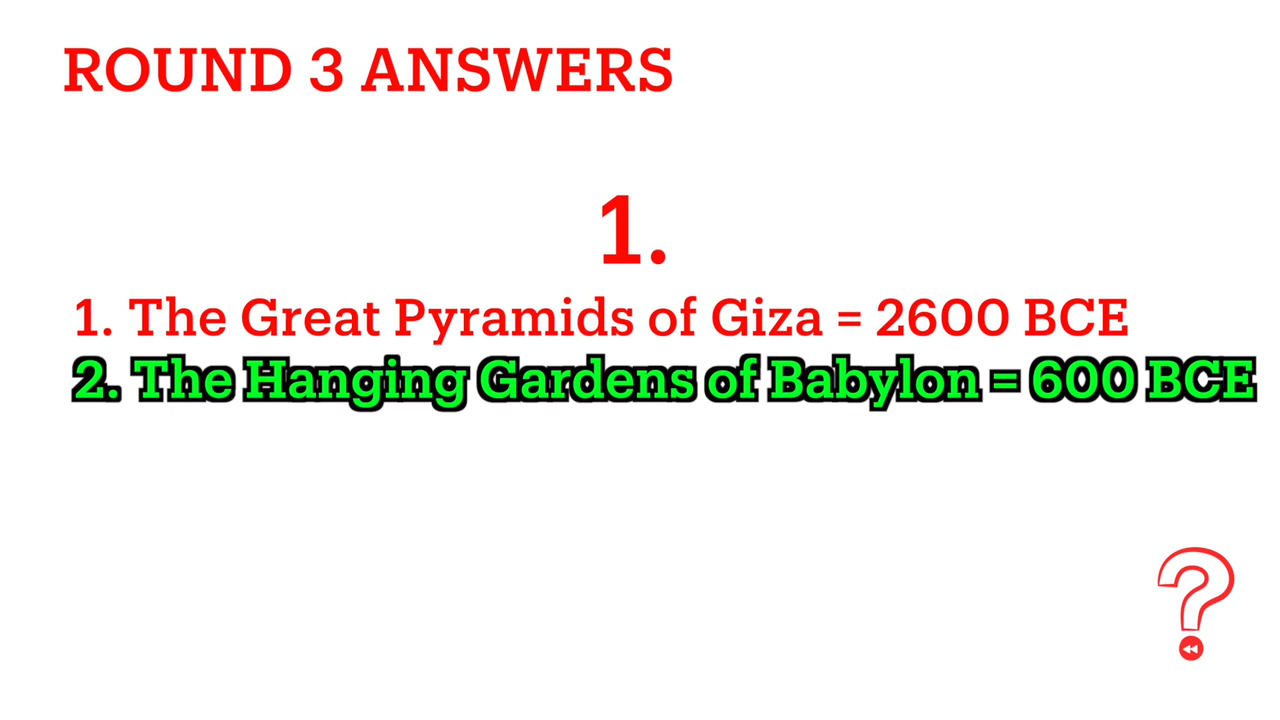 ROUND 3 ANSWERS
1.
1. The Great Pyramids of Giza = 2600 BCE
2. The Hanging Gardens of Babylon = 600 BCE
?